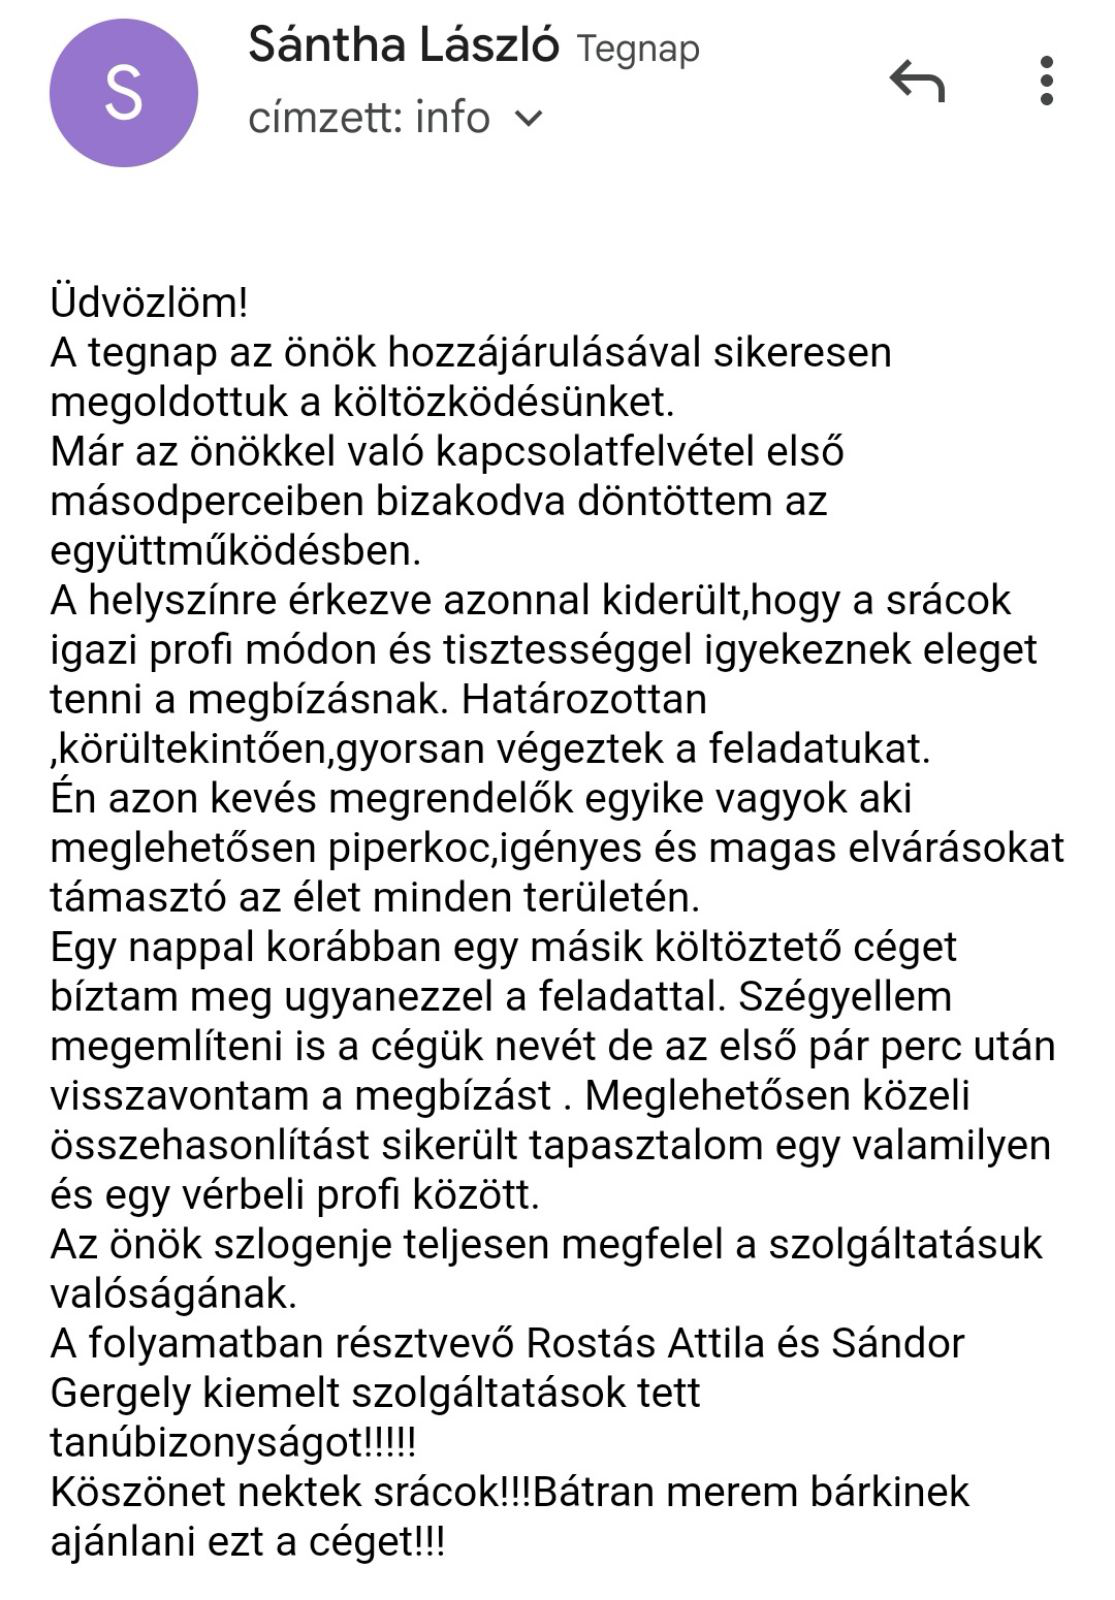 S
Sántha László Tegnap
címzett: info
Üdvözlöm!
A tegnap az önök hozzájárulásával sikeresen
megoldottuk a költözködésünket.
Már az önökkel való kapcsolatfelvétel első
másodperceiben bizakodva döntöttem az
együttműködésben.
A helyszínre érkezve azonnal kiderült,hogy a srácok
igazi profi módon és tisztességgel igyekeznek eleget
tenni a megbízásnak. Határozottan
,körültekintően,gyorsan végeztek a feladatukat.
Én azon kevés megrendelők egyike vagyok aki
meglehetősen piperkoc,igényes és magas elvárásokat
támasztó az élet minden területén.
Egy nappal korábban egy másik költöztető céget
bíztam meg ugyanezzel a feladattal. Szégyellem
megemlíteni is a cégük nevét de az első pár perc után
visszavontam a megbízást . Meglehetősen közeli
összehasonlítást sikerült tapasztalom egy valamilyen
és egy vérbeli profi között.
Az önök szlogenje teljesen megfelel a szolgáltatásuk
valóságának.
A folyamatban résztvevő Rostás Attila és Sándor
Gergely kiemelt szolgáltatások tett
tanúbizonyságot!!!!!
Köszönet nektek srácok!!!Bátran merem bárkinek
ajánlani ezt a céget!!!